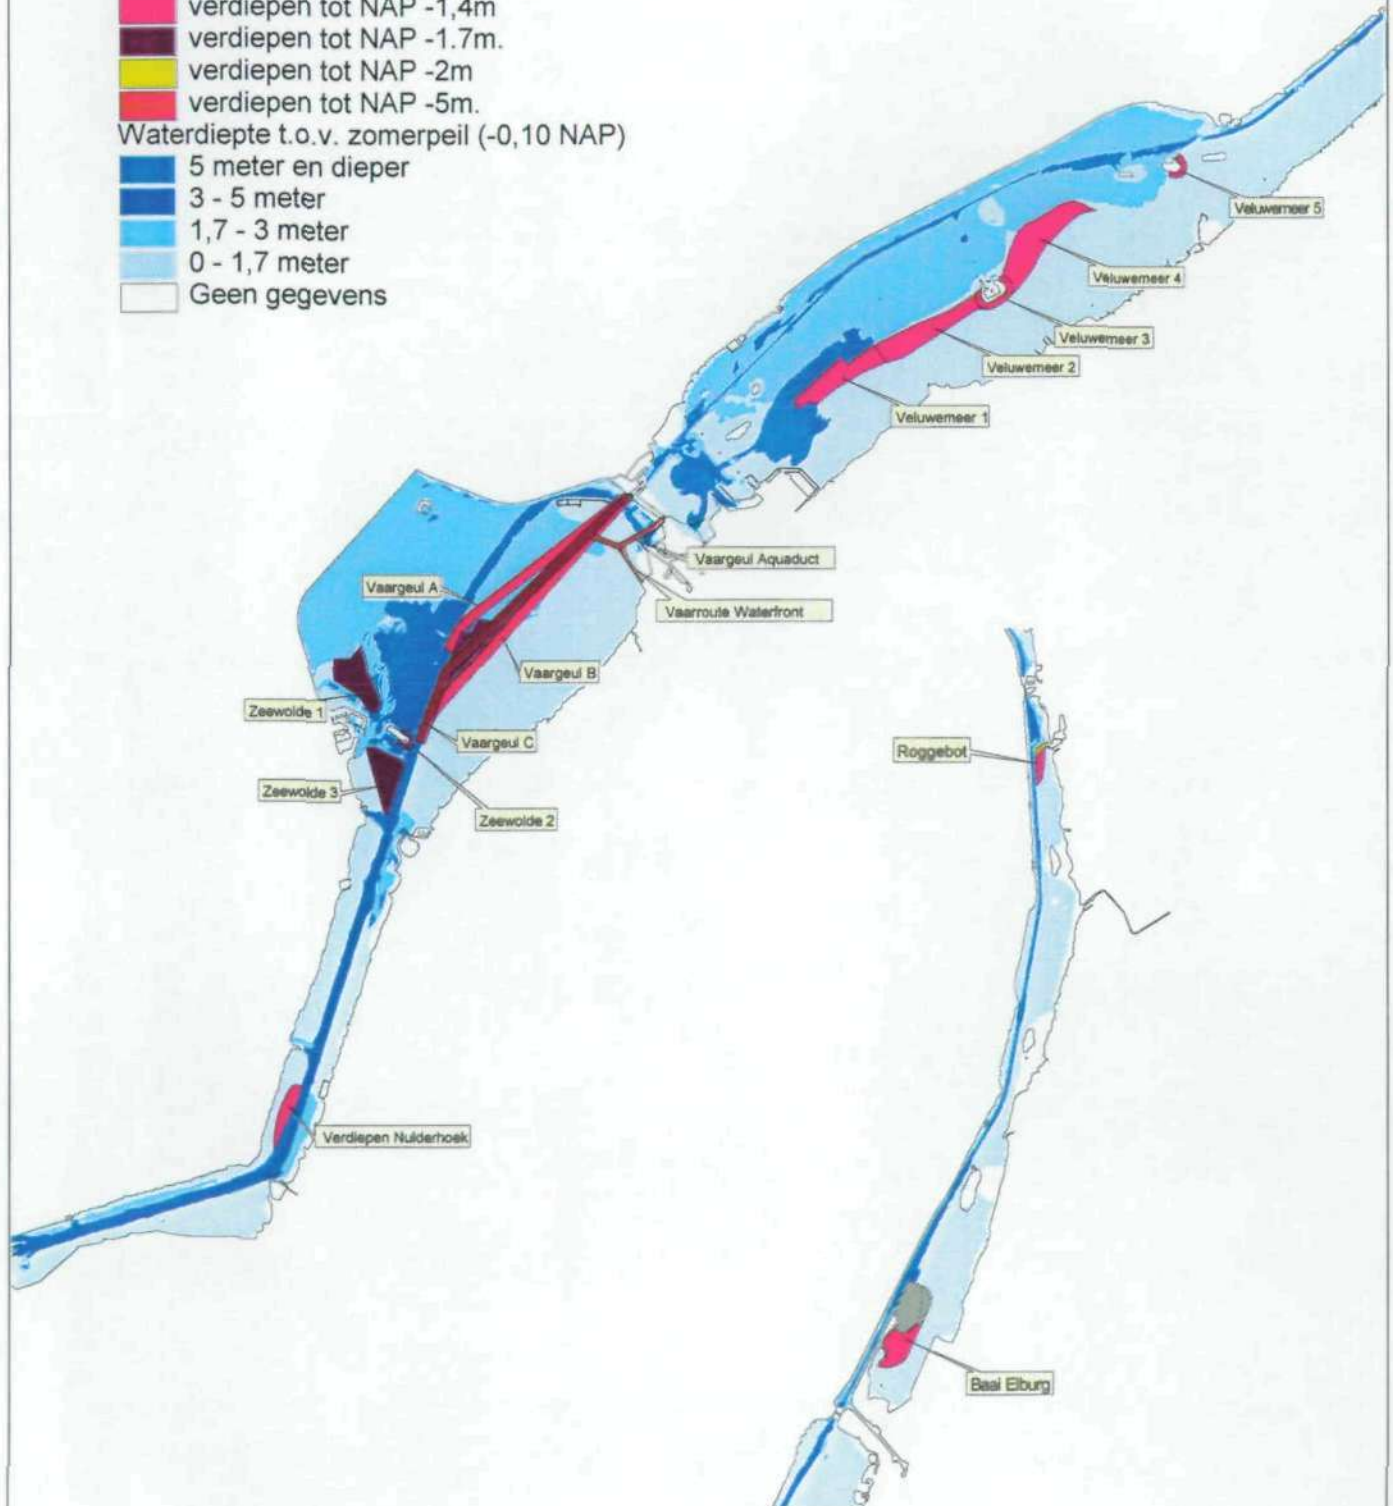 verdiepen tot NAP -1,4m
verdiepen tot NAP -1.7m.
verdiepen tot NAP -2m
verdiepen tot NAP -5m.
Waterdiepte t.o.v. zomerpeil (-0,10 NAP)
5 meter en dieper
3 - 5 meter
1,7 - 3 meter
0 - 1,7 meter
Geen gegevens
Veluwemeer 5
Veluwemeer 4
Veluwemeer 3
Veluwemeer 2
Veluwemeer 1
Vaargeul Aquaduct
Vaargeul A
Vaarroute Waterfront
Vaargeul B
Zeewolde 1
Vaargeul C
Roggebot
Zeewolde 3
Zeewolde 2
Verdiepen Nulderhoek
Baai Elburg